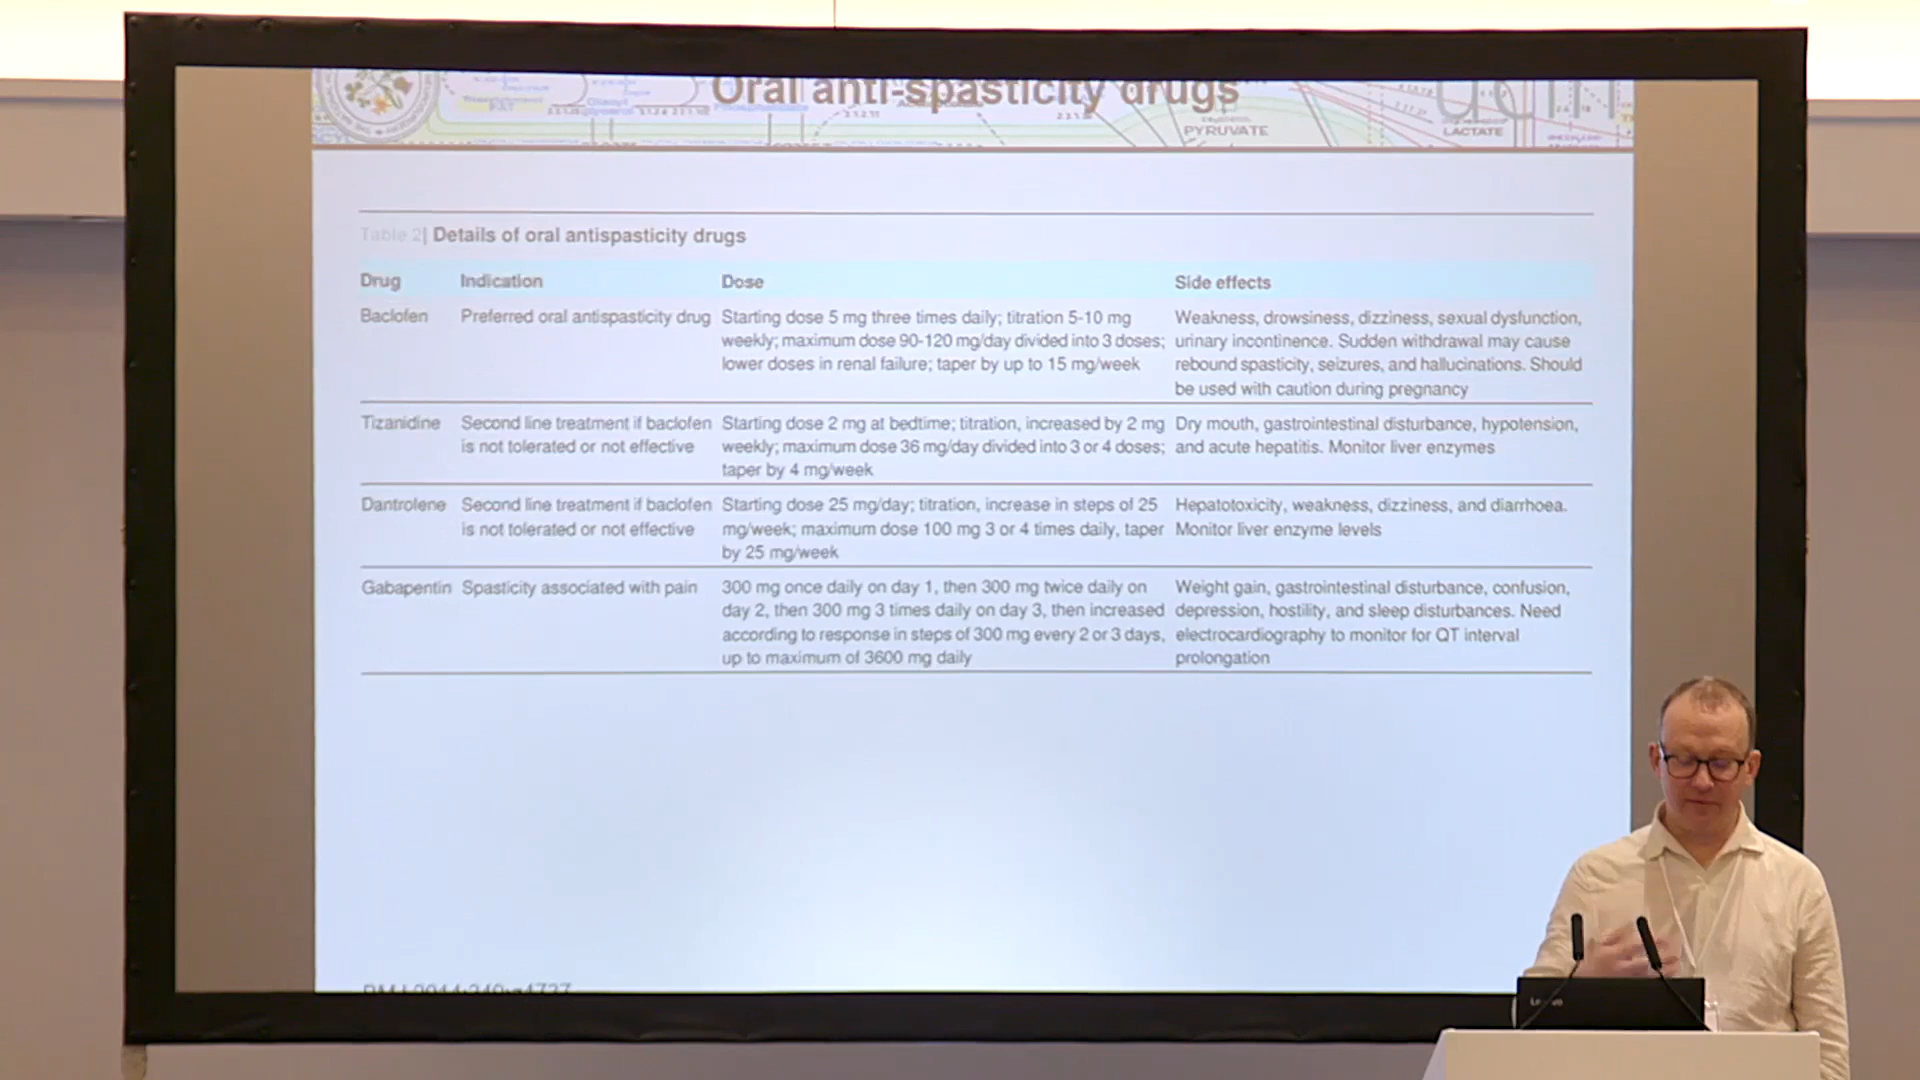 Oral anti-spasticity drugs
PYRUVATE
LACTATE
Table 2| Details of oral antispasticity drugs
Drug Indication Dose Side effects
Baclofen Preferred oral antispasticity drug Starting dose 5 mg three times daily; titration 5-10 mg Weakness, drowsiness, dizziness, sexual dysfunction,
weekly; maximum dose 90-120 mg/day divided into 3 doses; urinary incontinence. Sudden withdrawal may cause
lower doses in renal failure; taper by up to 15 mg/week rebound spasticity, seizures, and hallucinations. Should
be used with caution during pregnancy
Tizanidine Second line treatment if baclofen Starting dose 2 mg at bedtime; titration, increased by 2 mg Dry mouth, gastrointestinal disturbance, hypotension,
is not tolerated or not effective weekly; maximum dose 36 mg/day divided into 3 or 4 doses; and acute hepatitis. Monitor liver enzymes
taper by 4 mg/week
Dantrolene Second line treatment if baclofen Starting dose 25 mg/day; titration, increase in steps of 25 Hepatotoxicity, weakness, dizziness, and diarrhoea.
is not tolerated or not effective mg/week; maximum dose 100 mg 3 or 4 times daily, taper Monitor liver enzyme levels
by 25 mg/week
Gabapentin Spasticity associated with pain 300 mg once daily on day 1, then 300 mg twice daily on Weight gain, gastrointestinal disturbance, confusion,
day 2, then 300 mg 3 times daily on day 3, then increased depression, hostility, and sleep disturbances. Need
according to response in steps of 300 mg every 2 or 3 days, electrocardiography to monitor for QT interval
up to maximum of 3600 mg daily prolongation